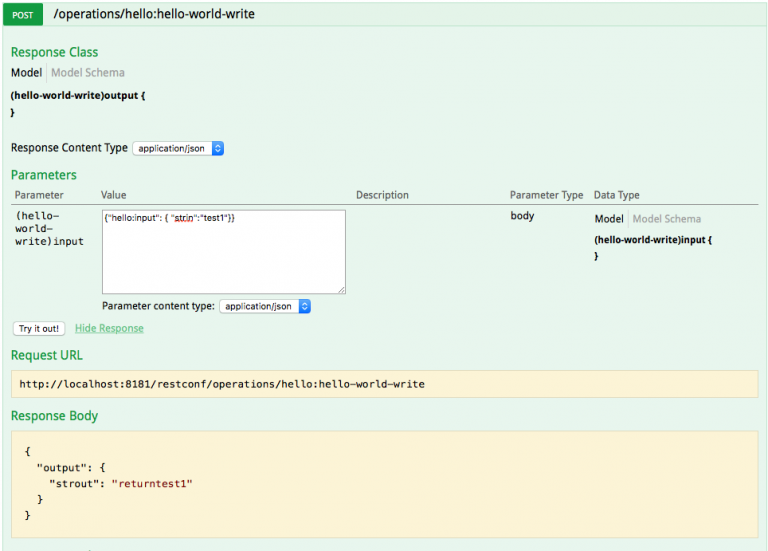 POST /operations/hello:hello-world-write
Response Class
Model Model Schema
(hello-world-write)output {
}
Response Content Type application/json
Parameters
Parameter Value Description Parameter Type Data Type
(hello-
world-
write)input
{"hello:input": { "strin":"test1"}}
body
Model Model Schema
(hello-world-write)input {
}
Parameter content type: application/json
Try it out! Hide Response
Request URL
http://localhost:8181/restconf/operations/hello:hello-world-write
Response Body
{
"output": {
"strout": "returntest1"
}
}